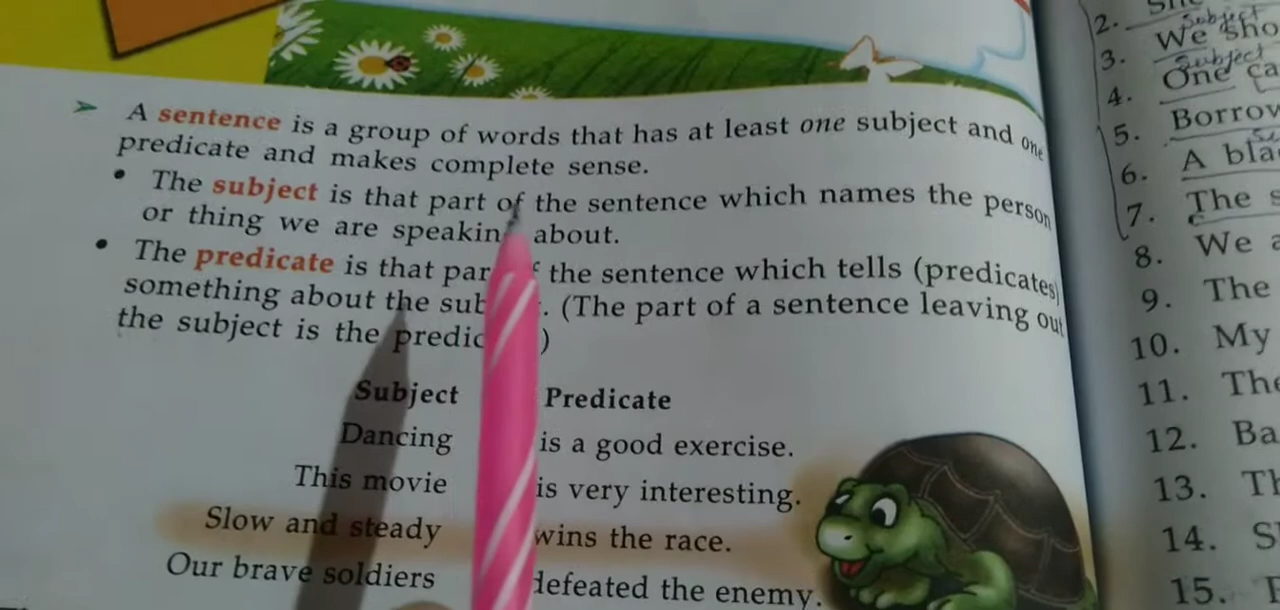 ➤ A sentence is a group of words that has at least one subject and one
predicate and makes complete sense.
• The subject is that part of the sentence which names the person
or thing we are speakin about.
• The predicate is that par the sentence which tells (predicates)
something about the sub . (The part of a sentence leaving out
the subject is the predic )
Subject Predicate
Dancing is a good exercise.
This movie is very interesting.
Slow and steady wins the race.
Our brave soldiers defeated the enemy.
2.
Subject
3. We sho
Subject
4. One ca
5. Borrow
6. A bla
7. The s
8. We a
9. The
10. My
11. The
12. Ba
13. Th
14. S
15.